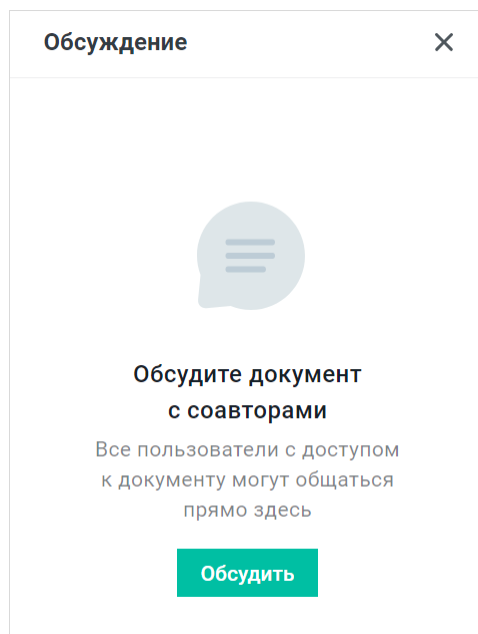 Обсуждение
Обсудите документ
с соавторами
Все пользователи с доступом
к документу могут общаться
прямо здесь
Обсудить